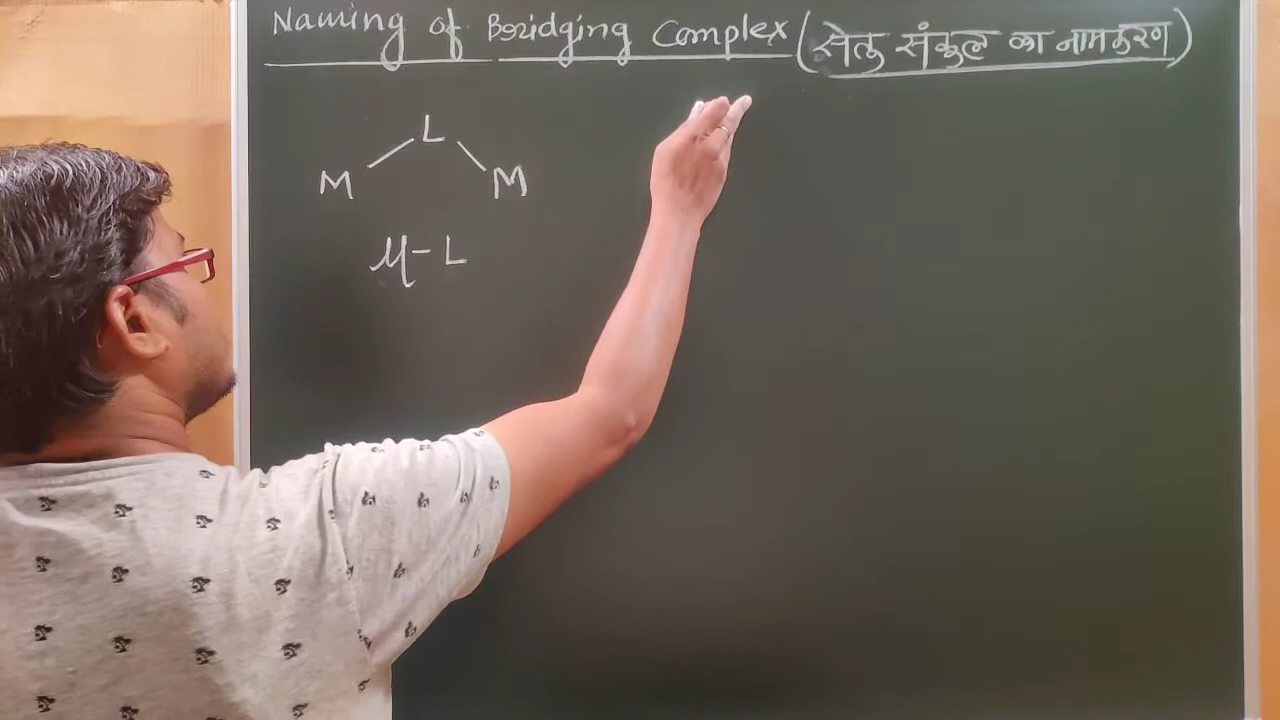 Naming of Bridging Complex (सेतु संकुल का नामकरण)
L
M M
μ-L